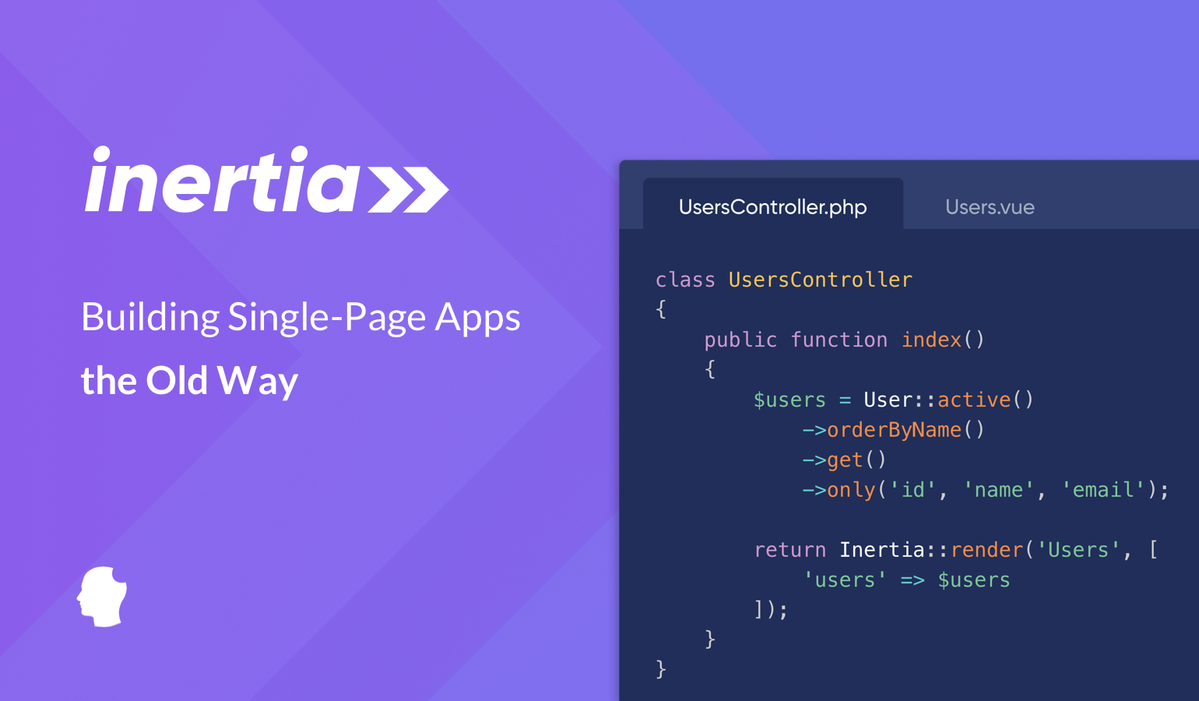 inertia
Building Single-Page Apps
the Old Way
UsersController.php
Users.vue
class UsersController
{
    public function index()
    {
        $users = User::active()
            ->orderByName()
            ->get()
            ->only('id', 'name', 'email');

        return Inertia::render('Users', [
            'users' => $users
        ]);
    }
}